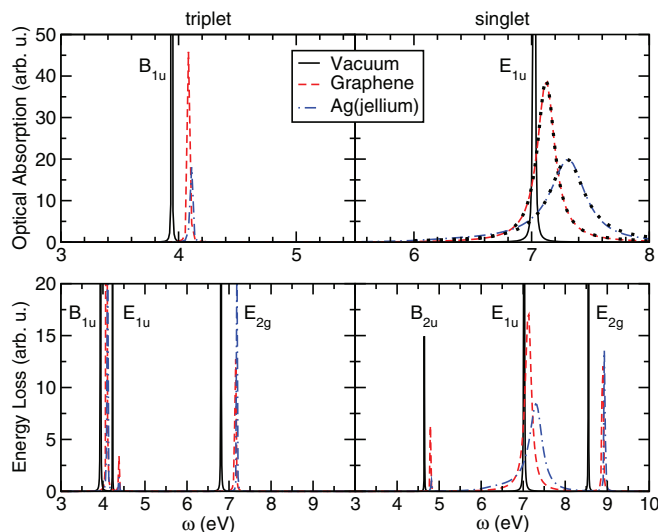 triplet
singlet
Optical Absorption (arb. u.)
50
40
30
20
10
0
B1u
E1u
Vacuum
Graphene
Ag(jellium)
3 4 5 6 7 8
Energy Loss (arb. u.)
20
15
10
5
0
B1u E1u E2g
B2u E1u E2g
3 4 5 6 7 8 9 3 4 5 6 7 8 9 10
ω (eV) ω (eV)